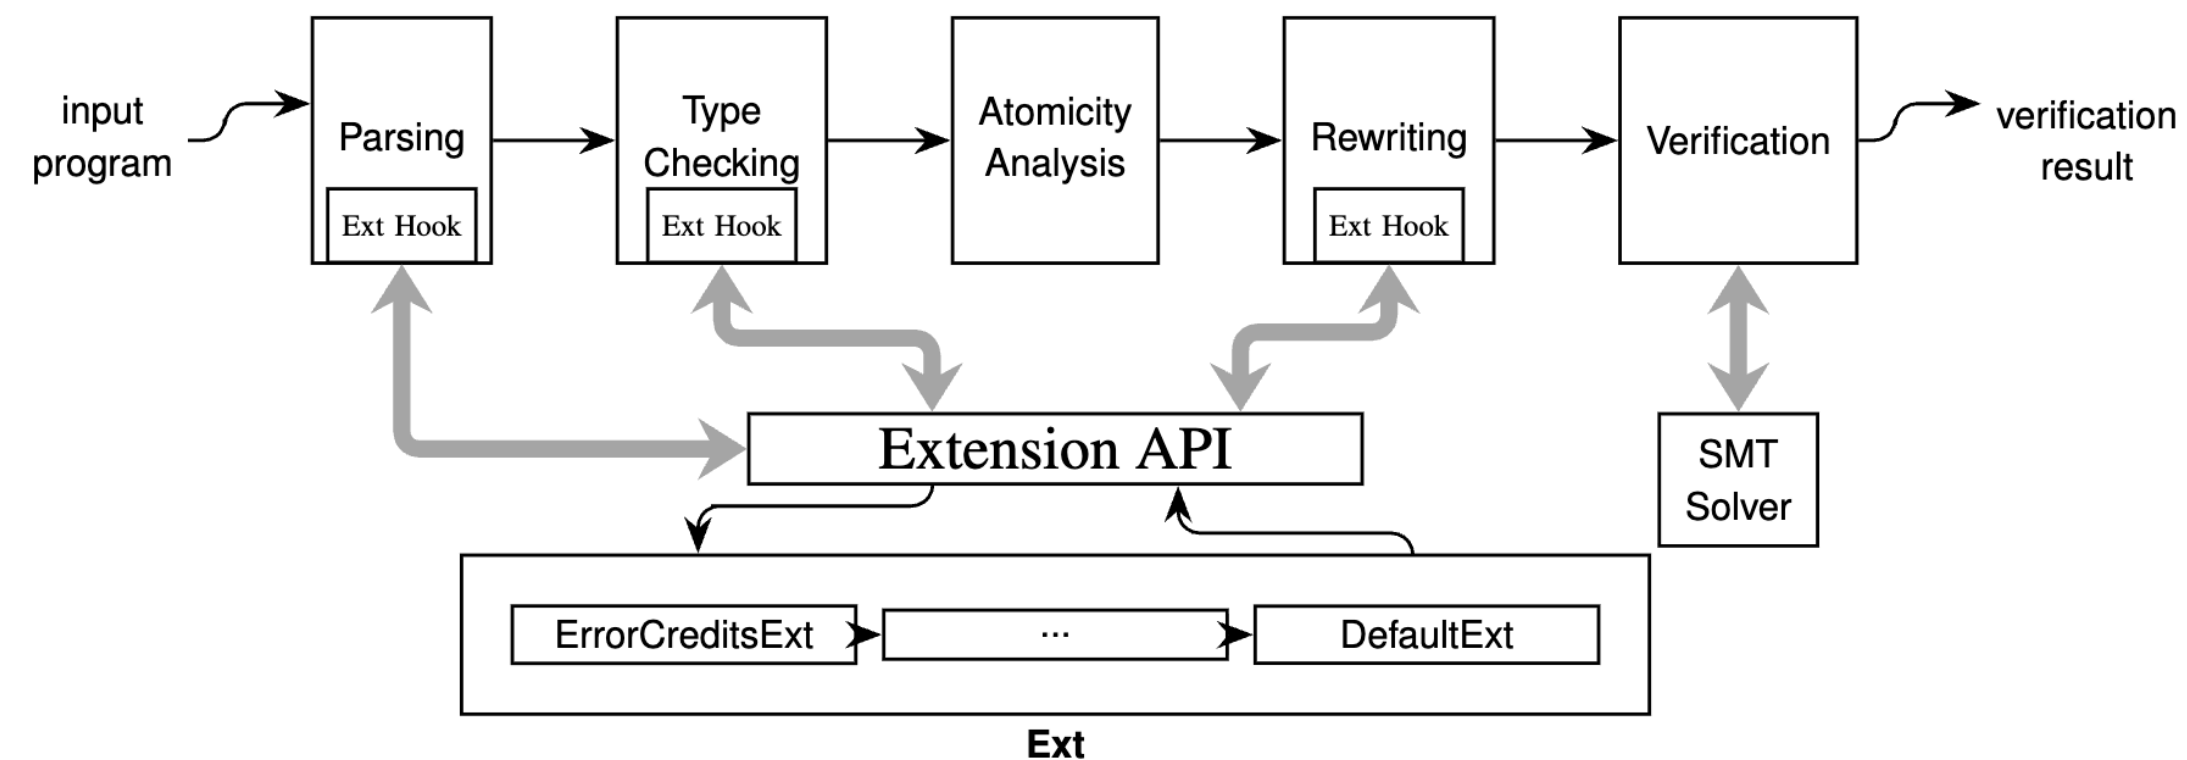 input
program
Parsing
Ext Hook
Type
Checking
Ext Hook
Atomicity
Analysis
Rewriting
Ext Hook
Verification
verification
result
Extension API
SMT
Solver
ErrorCreditsExt
...
DefaultExt
Ext